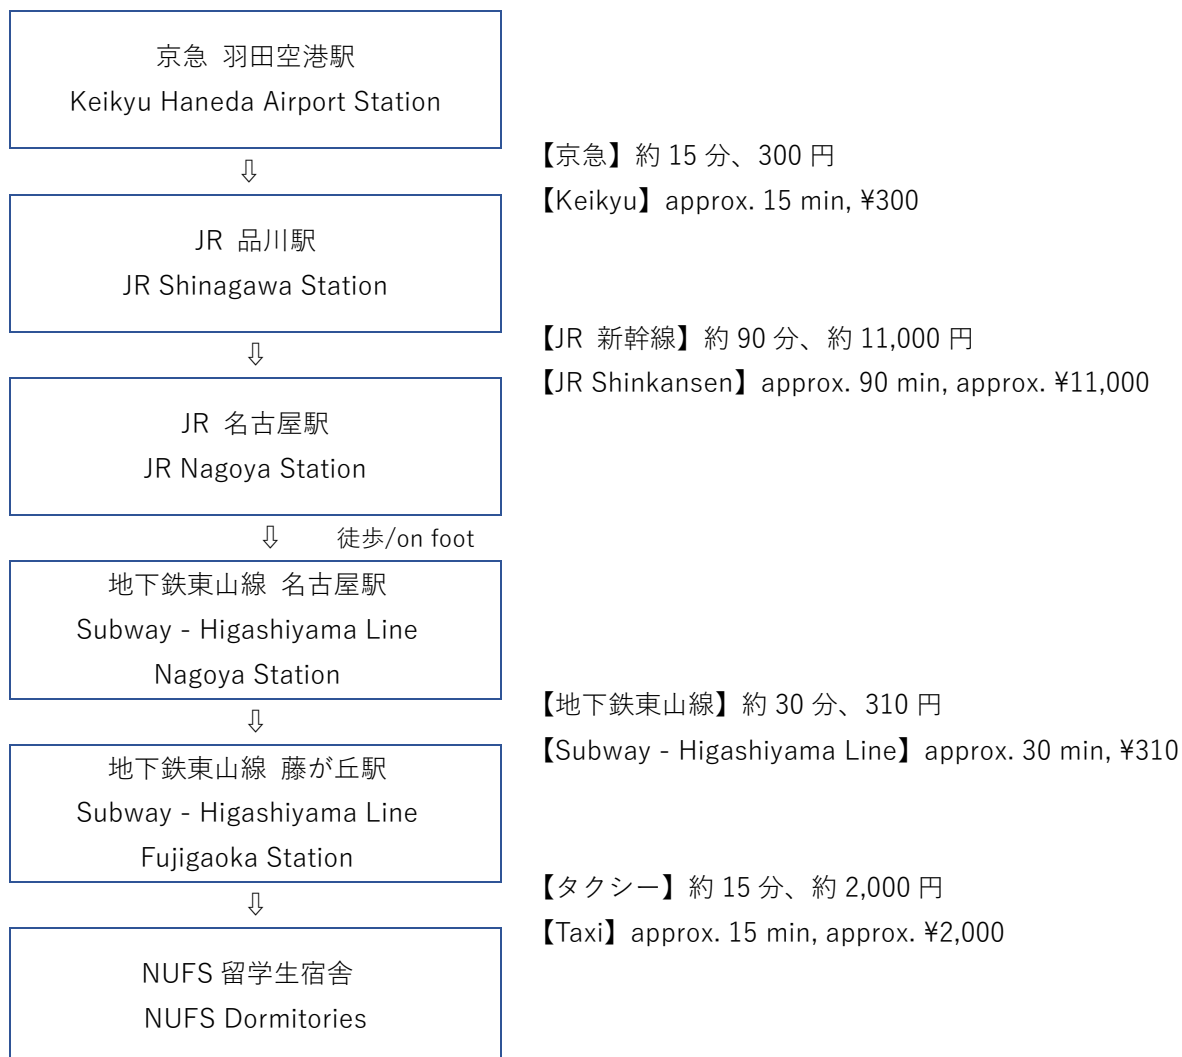 京急 羽田空港駅
Keikyu Haneda Airport Station
⇩
【京急】約 15 分、300 円
【Keikyu】approx. 15 min, ¥300
JR 品川駅
JR Shinagawa Station
⇩
【JR 新幹線】約 90 分、約 11,000 円
【JR Shinkansen】approx. 90 min, approx. ¥11,000
JR 名古屋駅
JR Nagoya Station
⇩ 徒歩/on foot
地下鉄東山線 名古屋駅
Subway - Higashiyama Line
Nagoya Station
⇩
【地下鉄東山線】約 30 分、310 円
【Subway - Higashiyama Line】approx. 30 min, ¥310
地下鉄東山線 藤が丘駅
Subway - Higashiyama Line
Fujigaoka Station
⇩
【タクシー】約 15 分、約 2,000 円
【Taxi】approx. 15 min, approx. ¥2,000
NUFS 留学生宿舎
NUFS Dormitories